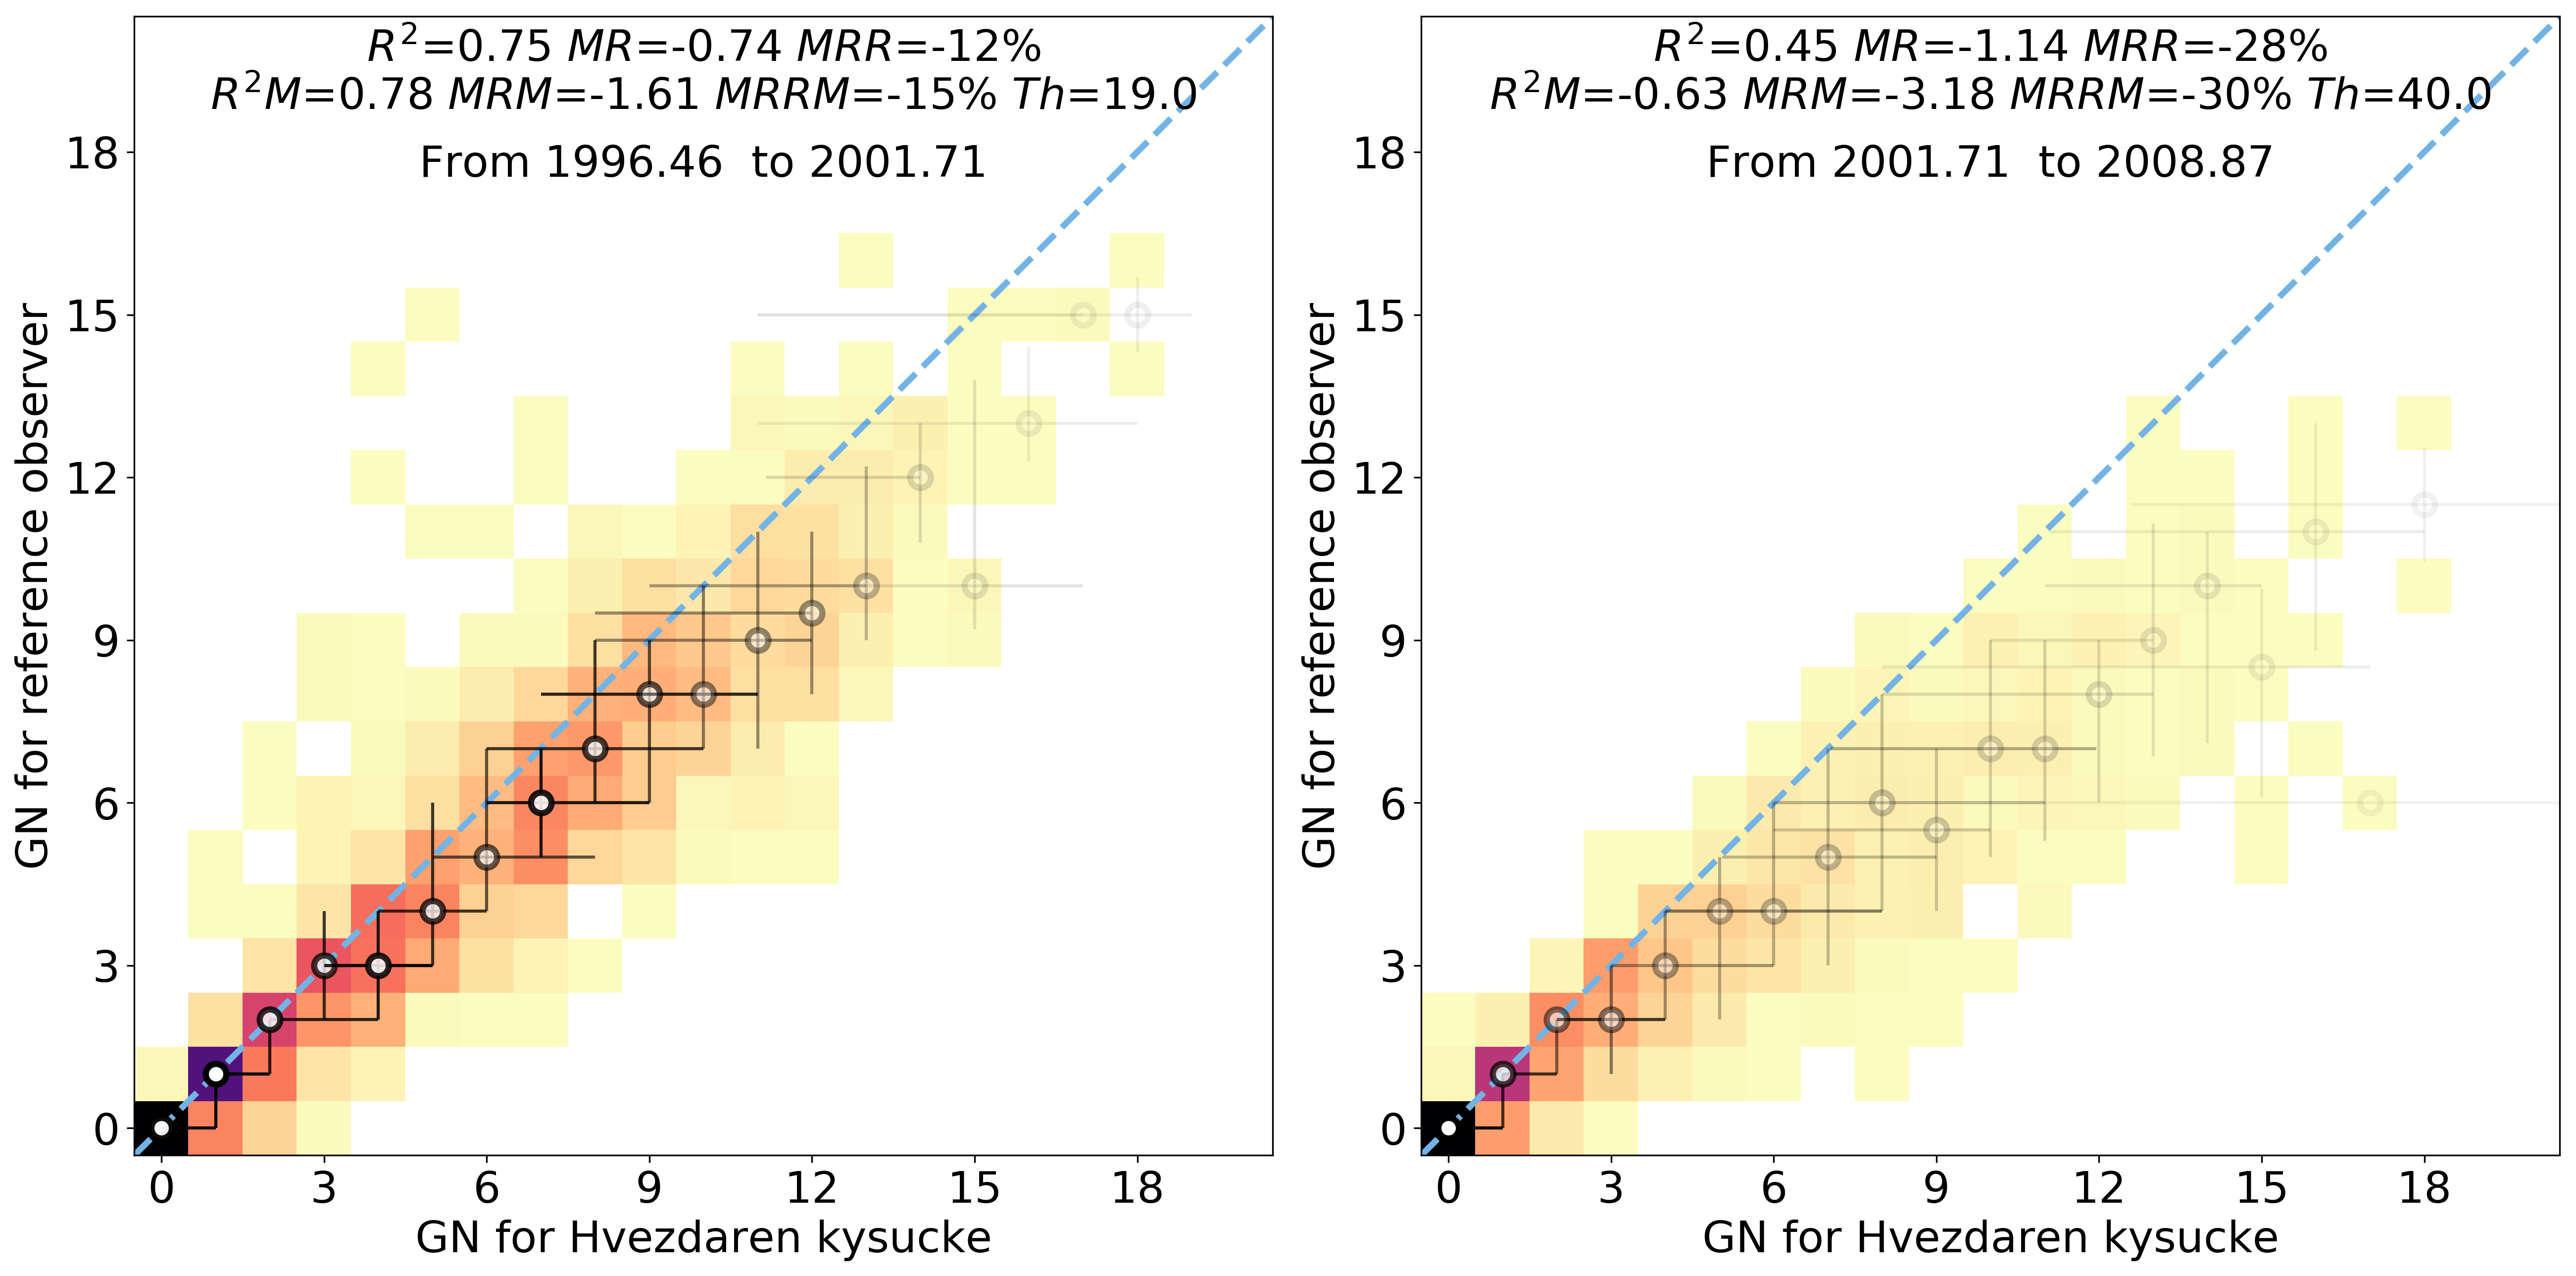 R²=0.75 MR=-0.74 MRR=-12%
R²M=0.78 MRM=-1.61 MRRM=-15% Th=19.0
From 1996.46 to 2001.71
GN for reference observer
18
15
12
9
6
3
0
0 3 6 9 12 15 18
GN for Hvezdaren kysucke
R²=0.45 MR=-1.14 MRR=-28%
R²M=-0.63 MRM=-3.18 MRRM=-30% Th=40.0
From 2001.71 to 2008.87
GN for reference observer
18
15
12
9
6
3
0
0 3 6 9 12 15 18
GN for Hvezdaren kysucke